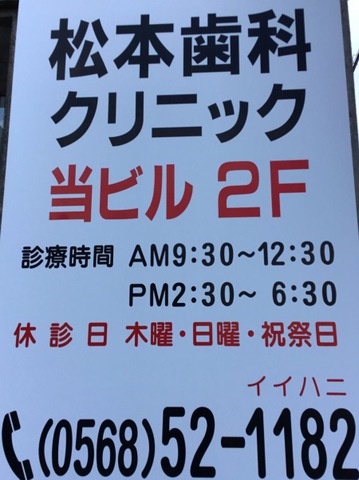 松本歯科
クリニック
当ビル 2F
診療時間 AM9:30~12:30
PM2:30~ 6:30
休診日 木曜・日曜・祝祭日
イイハニ
(0568)52-1182